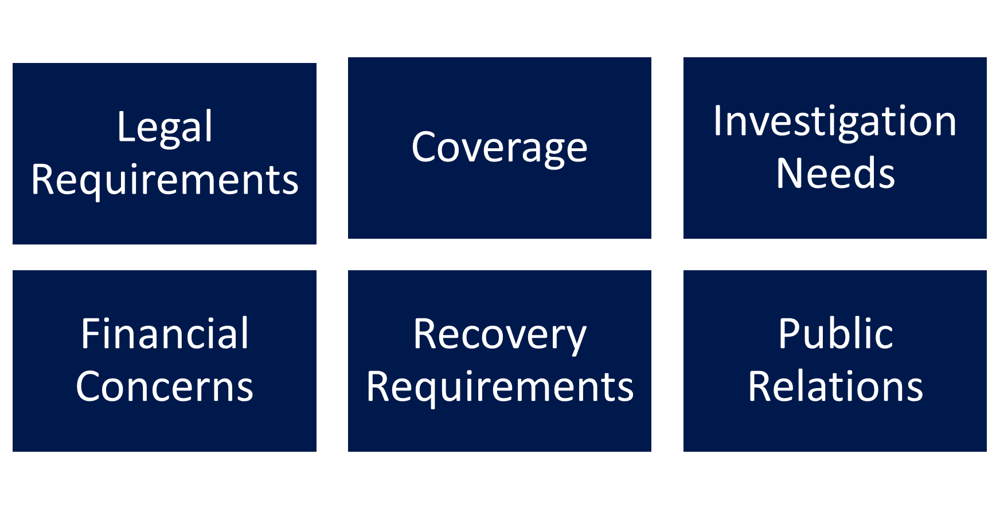 Legal
Requirements
Coverage
Investigation
Needs
Financial
Concerns
Recovery
Requirements
Public
Relations